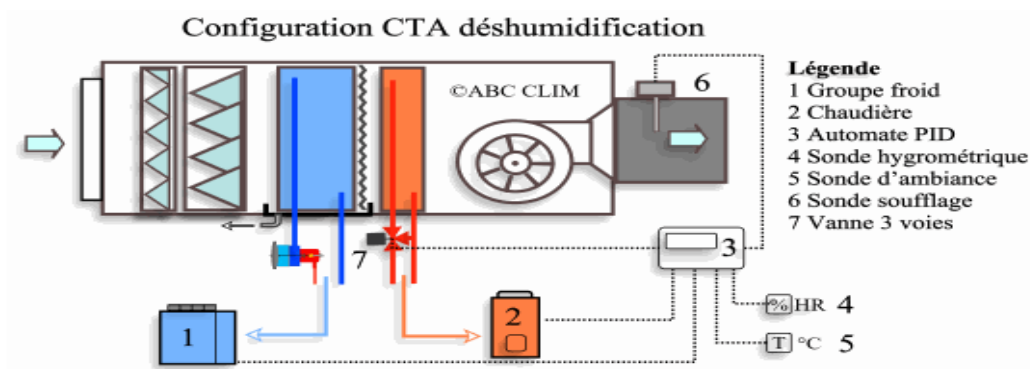 Configuration CTA déshumidification
©ABC CLIM
6
Légende
1 Groupe froid
2 Chaudière
3 Automate PID
4 Sonde hygrométrique
5 Sonde d'ambiance
6 Sonde soufflage
7 Vanne 3 voies
7
3
1
2
% HR 4
T °C 5